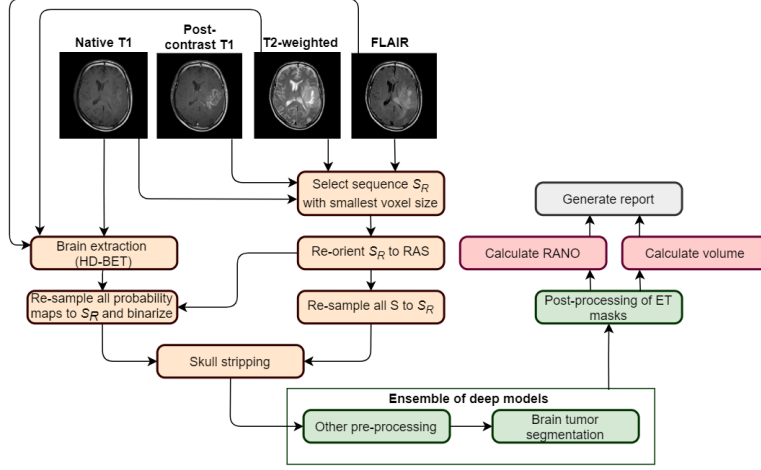 Native T1
Post-
contrast T1
T2-weighted
FLAIR
Select sequence S_R
with smallest voxel size
Generate report
Brain extraction
(HD-BET)
Re-orient S_R to RAS
Calculate RANO
Calculate volume
Re-sample all probability
maps to S_R and binarize
Re-sample all S to S_R
Post-processing of ET
masks
Skull stripping
Ensemble of deep models
Other pre-processing
Brain tumor
segmentation